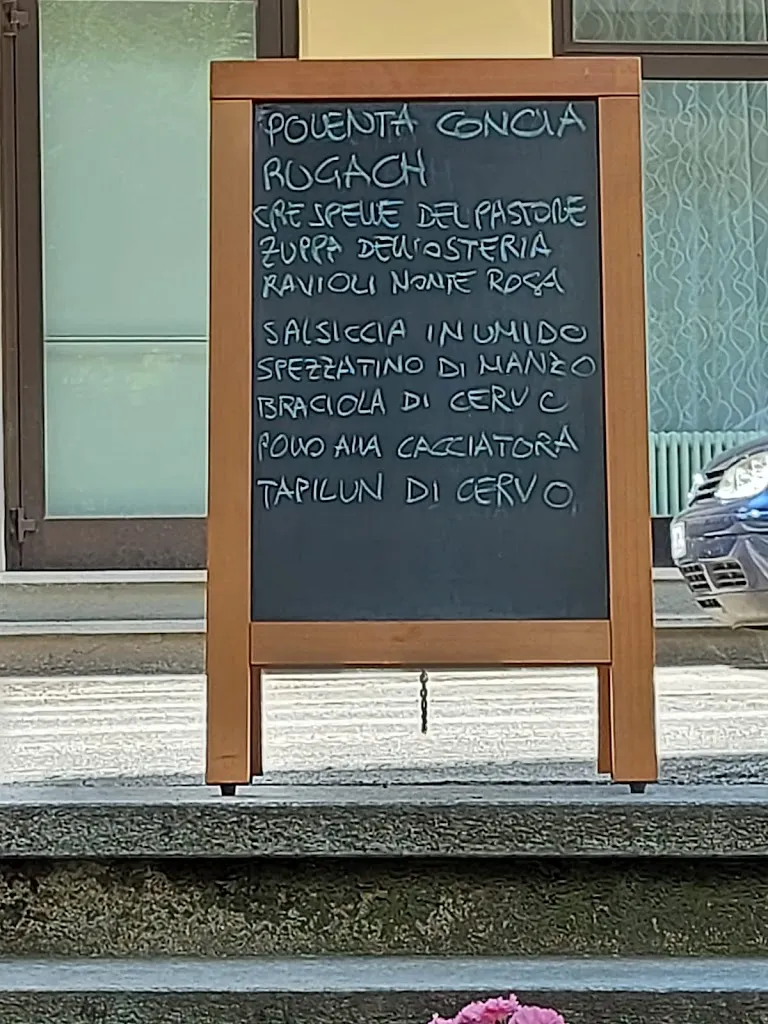 POLENTA CONCIA
RUGACH
CRESPELLE DEL PASTORE
ZUPPA DELL'OSTERIA
RAVIOLI MONTE ROSA
SALSICCIA IN UMIDO
SPEZZATINO DI MANZO
BRACIOLA DI CERVO
POLLO ALLA CACCIATORA
TAPILUN DI CERVO